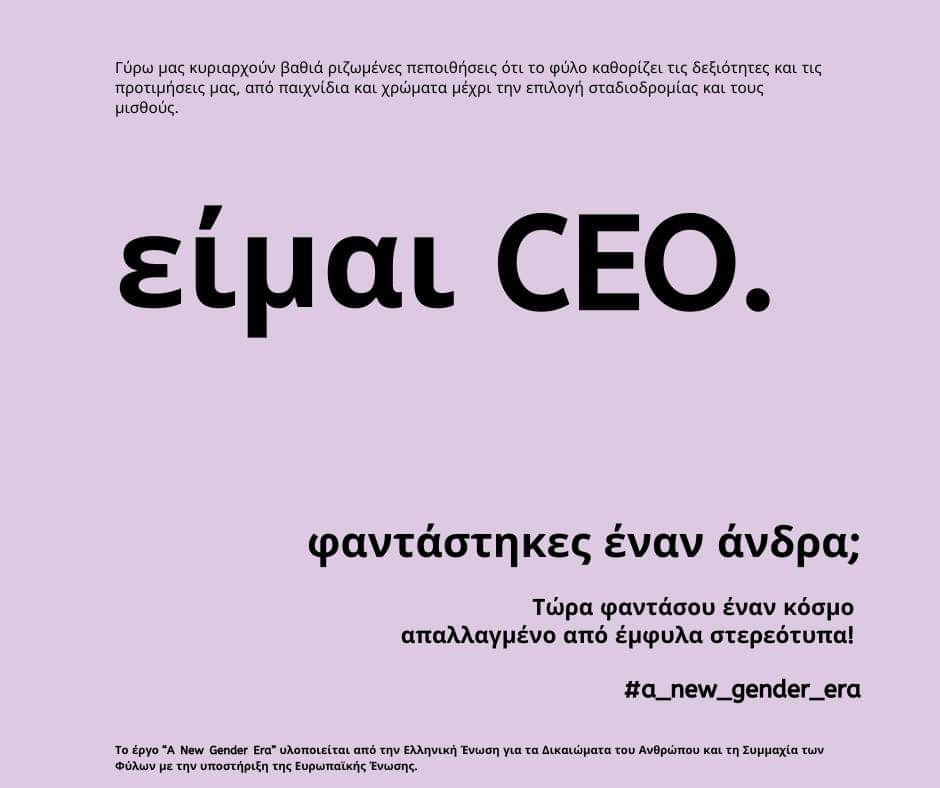 Γύρω μας κυριαρχούν βαθιά ριζωμένες πεποιθήσεις ότι το φύλο καθορίζει τις δεξιότητες και τις
προτιμήσεις μας, από παιχνίδια και χρώματα μέχρι την επιλογή σταδιοδρομίας και τους
μισθούς.
είμαι CEO.
φαντάστηκες έναν άνδρα;
Τώρα φαντάσου έναν κόσμο
απαλλαγμένο από έμφυλα στερεότυπα!
#a_new_gender_era
Το έργο “A New Gender Era” υλοποιείται από την Ελληνική Ένωση για τα Δικαιώματα του Ανθρώπου και τη Συμμαχία των
Φύλων με την υποστήριξη της Ευρωπαϊκής Ένωσης.